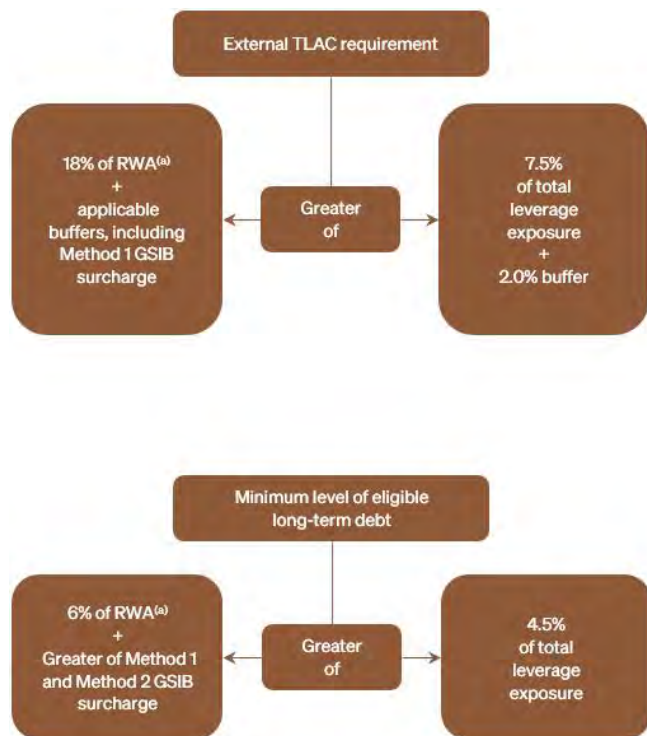 External TLAC requirement
18% of RWA(a)
+
applicable
buffers, including
Method 1 GSIB
surcharge
Greater
of
7.5%
of total
leverage
exposure
+
2.0% buffer
Minimum level of eligible
long-term debt
6% of RWA(a)
+
Greater of Method 1
and Method 2 GSIB
surcharge
Greater
of
4.5%
of total
leverage
exposure